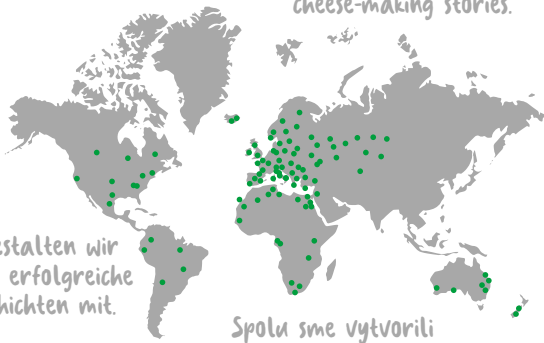 cheese-making stories.
estalten wir
erfolgreiche
hichten mit.
Spolu sme vytvorili